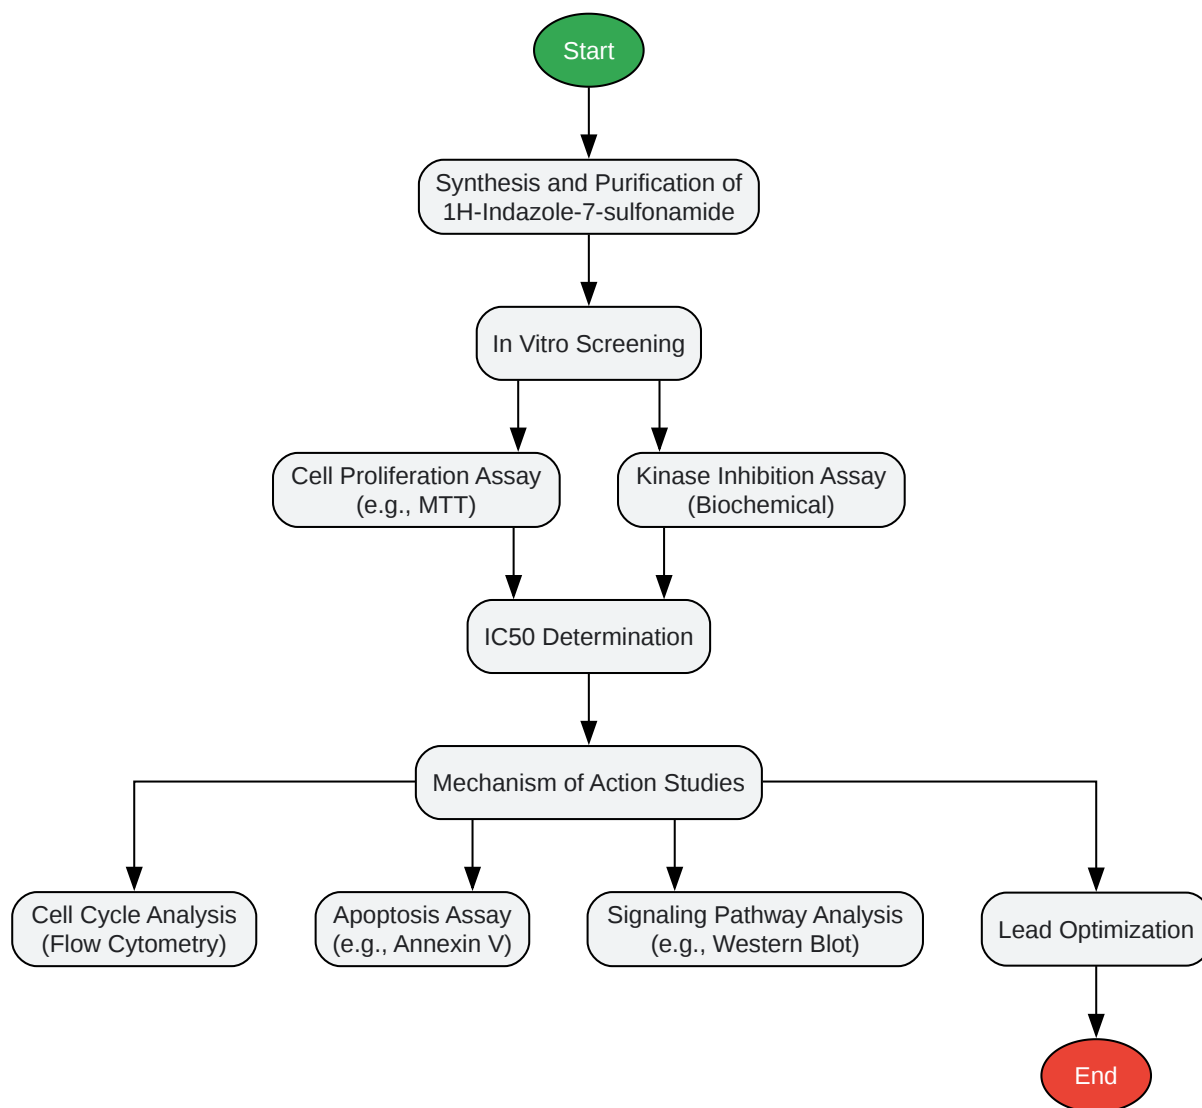 Start
Synthesis and Purification of
1H-Indazole-7-sulfonamide
In Vitro Screening
Cell Proliferation Assay
(e.g., MTT)
Kinase Inhibition Assay
(Biochemical)
IC50 Determination
Mechanism of Action Studies
Cell Cycle Analysis
(Flow Cytometry)
Apoptosis Assay
(e.g., Annexin V)
Signaling Pathway Analysis
(e.g., Western Blot)
Lead Optimization
End